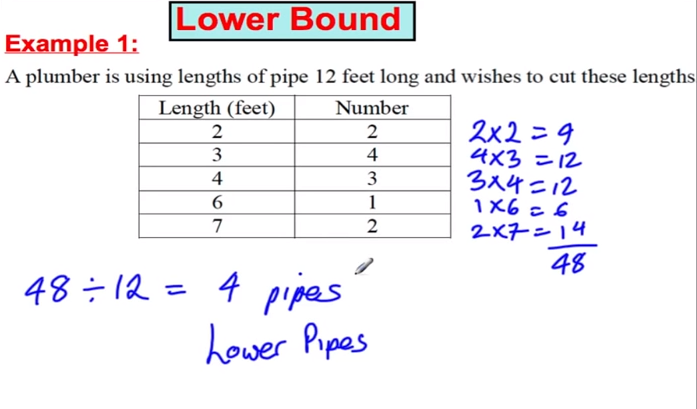 Lower Bound
Example 1:
A plumber is using lengths of pipe 12 feet long and wishes to cut these lengths
Length (feet) Number
2 2
3 4
4 3
6 1
7 2
2x2 = 4
4x3 = 12
3x4 = 12
1x6 = 6
2x7 = 14
48
48 ÷ 12 = 4 pipes
Lower Pipes